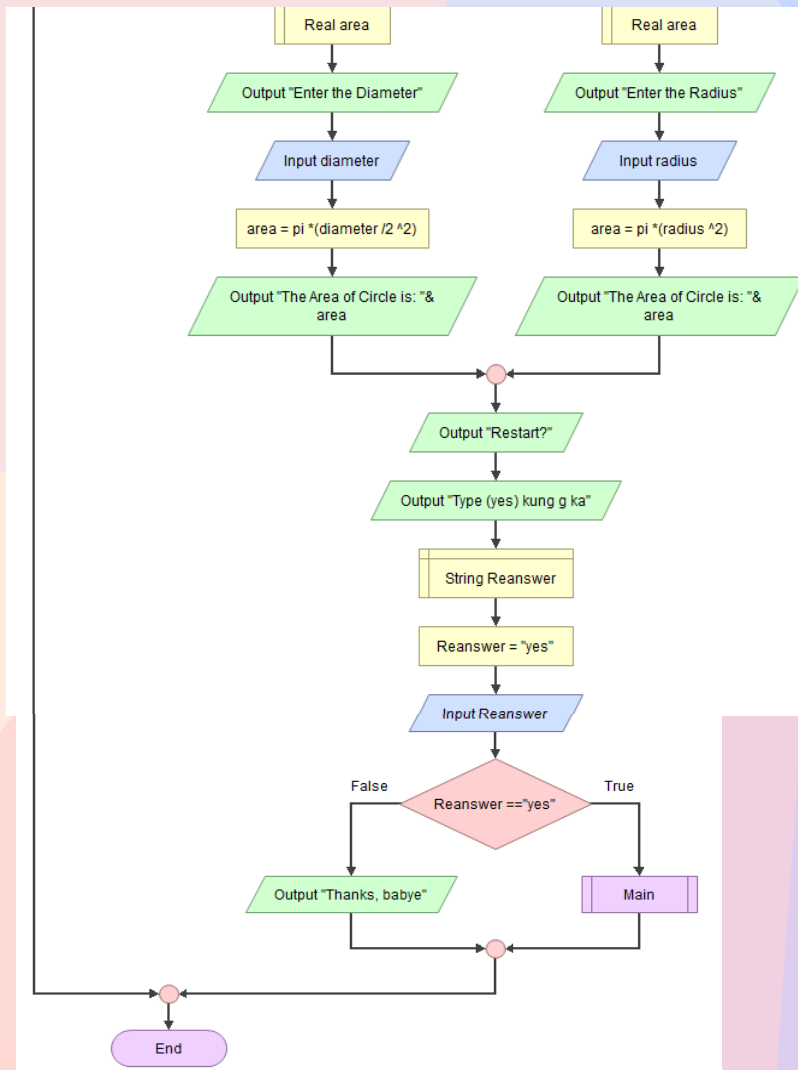 Real area
Output "Enter the Diameter"
Input diameter
area = pi *(diameter /2 ^2)
Output "The Area of Circle is: "&
area
Real area
Output "Enter the Radius"
Input radius
area = pi *(radius ^2)
Output "The Area of Circle is: "&
area
Output "Restart?"
Output "Type (yes) kung g ka"
String Reanswer
Reanswer = "yes"
Input Reanswer
Reanswer =="yes"
False
True
Output "Thanks, babye"
Main
End